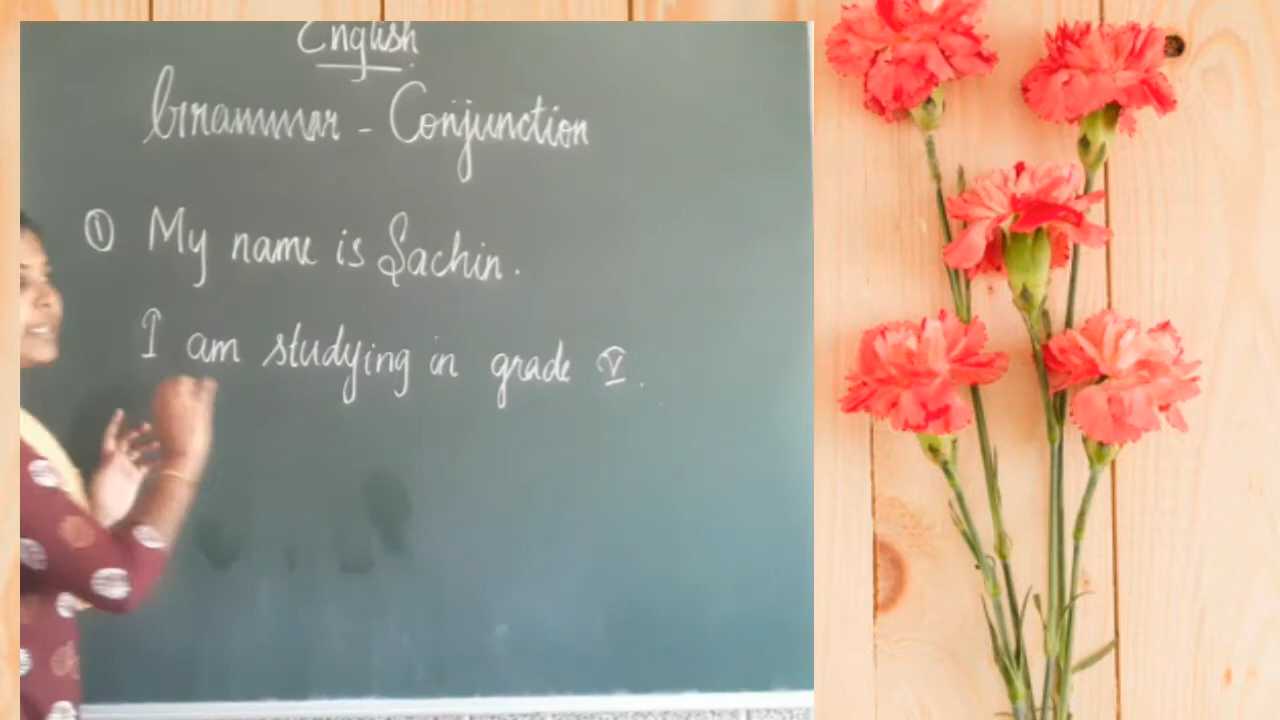 English
Grammar - Conjunction
① My name is Sachin.
I am studying in grade V.